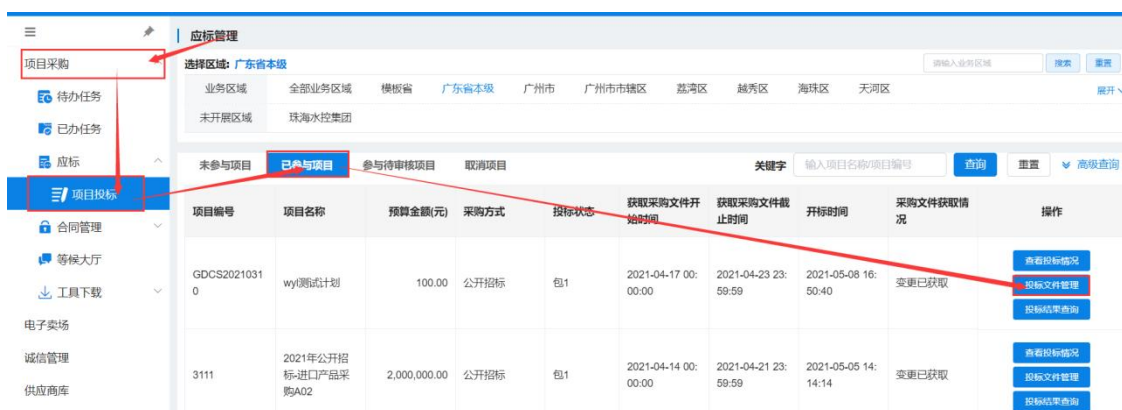 应标管理
项目采购
待办任务
已办任务
应标
项目投标
合同管理
等候大厅
工具下载
电子卖场
诚信管理
供应商库
选择区域: 广东省本级
请输入业务区域 搜索 重置
业务区域 全部业务区域 模板省 广东省本级 广州市 广州市市辖区 荔湾区 越秀区 海珠区 天河区 展开
未开展区域 珠海水控集团
未参与项目 已参与项目 参与待审核项目 取消项目 关键字 输入项目名称/项目编号 查询 重置 高级查询
项目编号 项目名称 预算金额(元) 采购方式 投标状态 获取采购文件开始时间 获取采购文件截止时间 开标时间 采购文件获取情况 操作
GDCS20210310 wyl测试计划 100.00 公开招标 包1 2021-04-17 00:00:00 2021-04-23 23:59:59 2021-05-08 16:50:40 变更已获取
查看投标情况
投标文件管理
投标结果查询
3111 2021年公开招标-进口产品采购A02 2,000,000.00 公开招标 包1 2021-04-14 00:00:00 2021-04-21 23:59:59 2021-05-05 14:14:14 变更已获取
查看投标情况
投标文件管理
投标结果查询